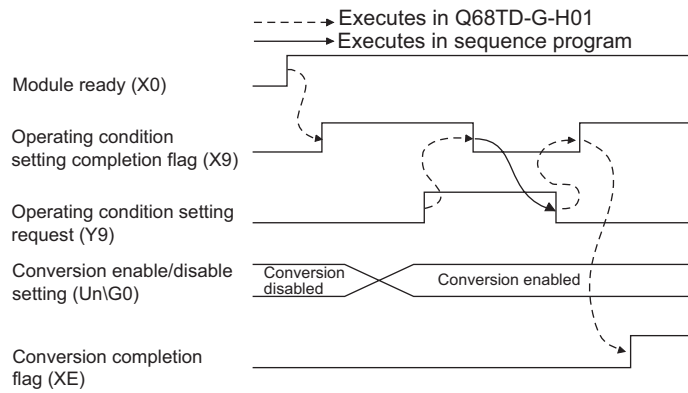 Executes in Q68TD-G-H01
Executes in sequence program
Module ready (X0)
Operating condition
setting completion flag (X9)
Operating condition setting
request (Y9)
Conversion enable/disable
setting (Un\G0)
Conversion
disabled
Conversion enabled
Conversion completion
flag (XE)